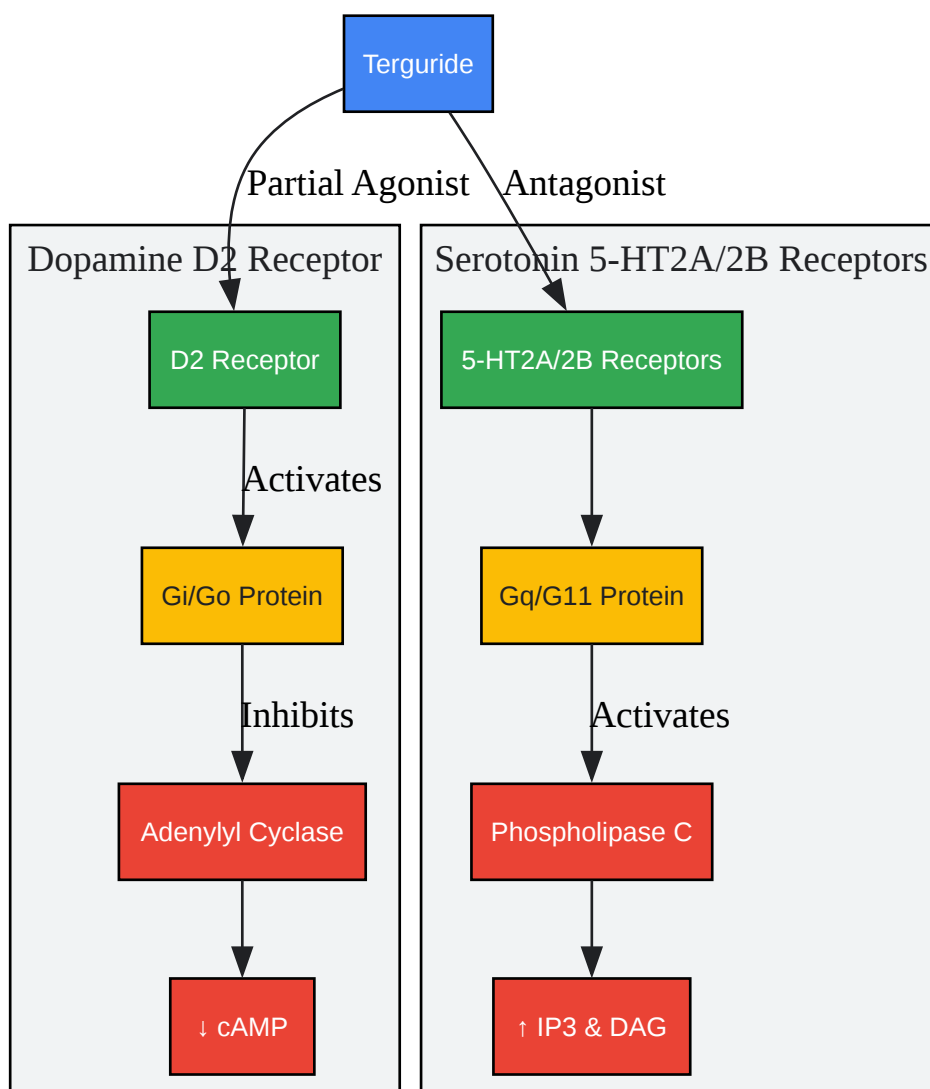 Terguride
Partial Agonist
Antagonist
Dopamine D2 Receptor
Serotonin 5-HT2A/2B Receptors
D2 Receptor
5-HT2A/2B Receptors
Activates
Gi/Go Protein
Gq/G11 Protein
Inhibits
Activates
Adenylyl Cyclase
Phospholipase C
↓ cAMP
↑ IP3 & DAG